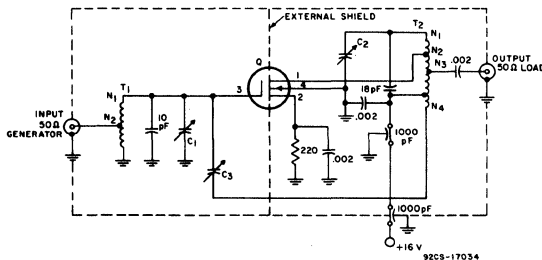 EXTERNAL SHIELD
T2
N1
N2
N3
N4
.002
OUTPUT
50Ω LOAD
Q
C2
1
4
2
3
18pF
.002
1000
pF
INPUT
50Ω
GENERATOR
T1
N1
N2
10
pF
C1
C3
220
.002
1000pF
+16 V
92CS-17034